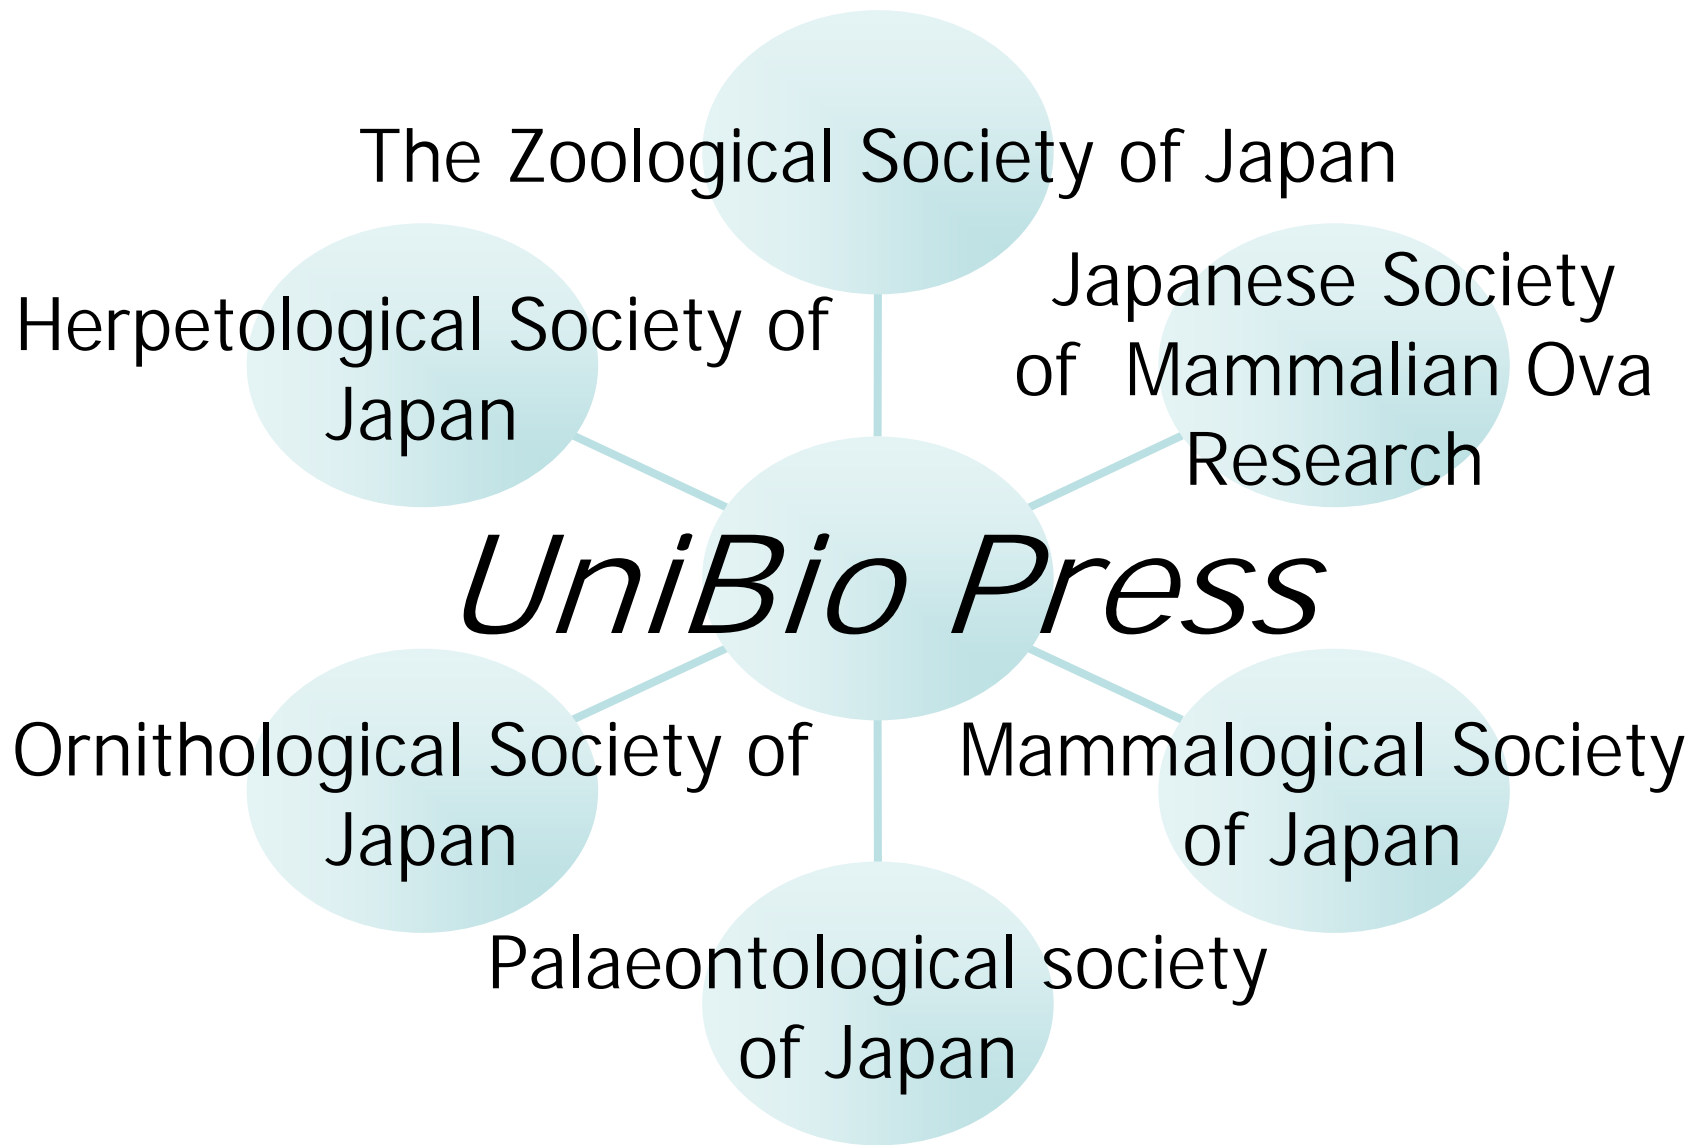 The Zoological Society of Japan
Japanese Society
of Mammalian Ova
Research
Herpetological Society of
Japan
UniBio Press
Ornithological Society of
Japan
Mammalogical Society
of Japan
Palaeontological society
of Japan